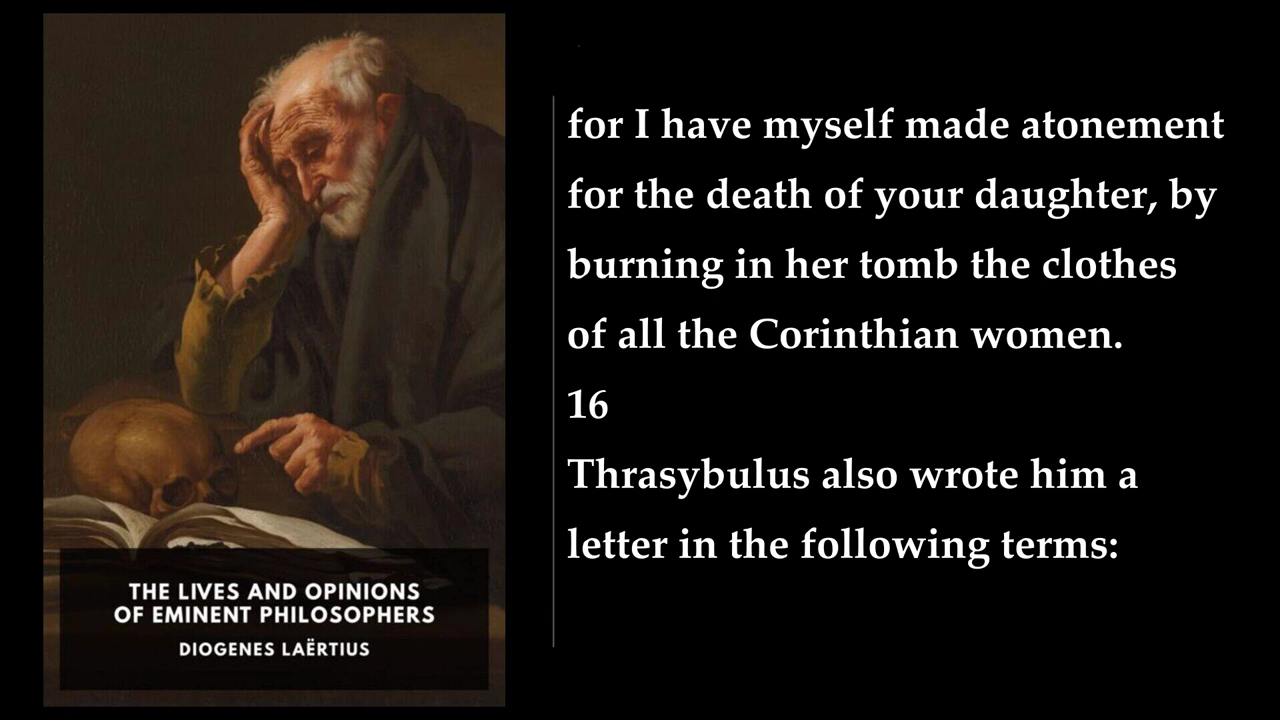 THE LIVES AND OPINIONS
OF EMINENT PHILOSOPHERS
DIOGENES LAËRTIUS
for I have myself made atonement
for the death of your daughter, by
burning in her tomb the clothes
of all the Corinthian women.
16
Thrasybulus also wrote him a
letter in the following terms: